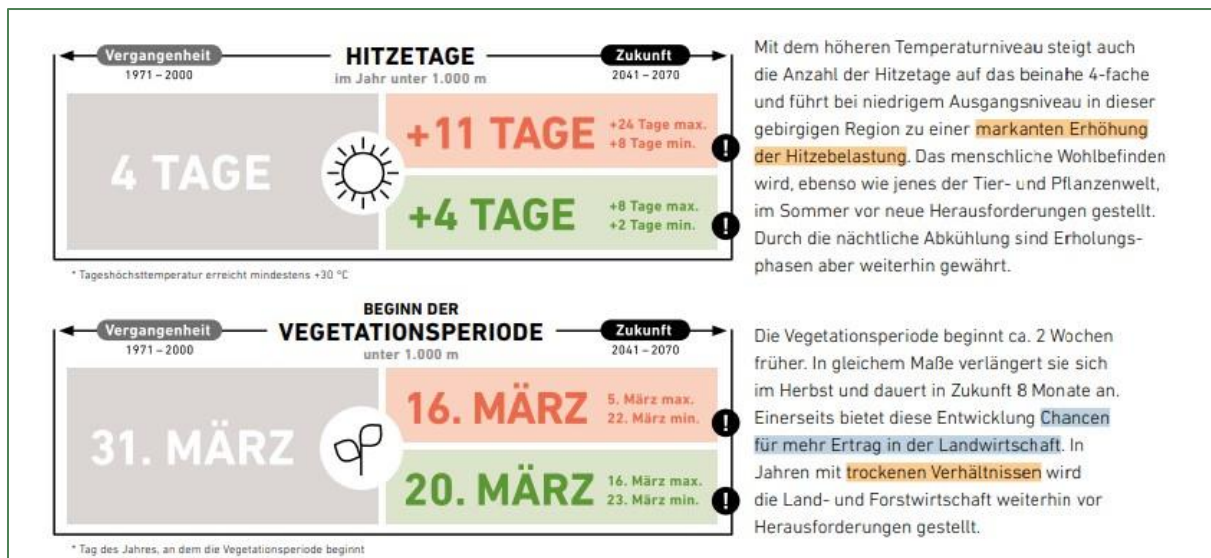 Vergangenheit
1971 – 2000
HITZETAGE
im Jahr unter 1.000 m
Zukunft
2041 – 2070
4 TAGE
+11 TAGE
+24 Tage max.
+8 Tage min.
!
+4 TAGE
+8 Tage max.
+2 Tage min.
!
* Tageshöchsttemperatur erreicht mindestens +30 °C
Mit dem höheren Temperaturniveau steigt auch
die Anzahl der Hitzetage auf das beinahe 4-fache
und führt bei niedrigem Ausgangsniveau in dieser
gebirgigen Region zu einer markanten Erhöhung
der Hitzebelastung. Das menschliche Wohlbefinden
wird, ebenso wie jenes der Tier- und Pflanzenwelt,
im Sommer vor neue Herausforderungen gestellt.
Durch die nächtliche Abkühlung sind Erholungs-
phasen aber weiterhin gewährt.
Vergangenheit
1971 – 2000
BEGINN DER
VEGETATIONSPERIODE
unter 1.000 m
Zukunft
2041 – 2070
31. MÄRZ
16. MÄRZ
5. März max.
22. März min.
!
20. MÄRZ
16. März max.
23. März min.
!
* Tag des Jahres, an dem die Vegetationsperiode beginnt
Die Vegetationsperiode beginnt ca. 2 Wochen
früher. In gleichem Maße verlängert sie sich
im Herbst und dauert in Zukunft 8 Monate an.
Einerseits bietet diese Entwicklung Chancen
für mehr Ertrag in der Landwirtschaft. In
Jahren mit trockenen Verhältnissen wird
die Land- und Forstwirtschaft weiterhin vor
Herausforderungen gestellt.